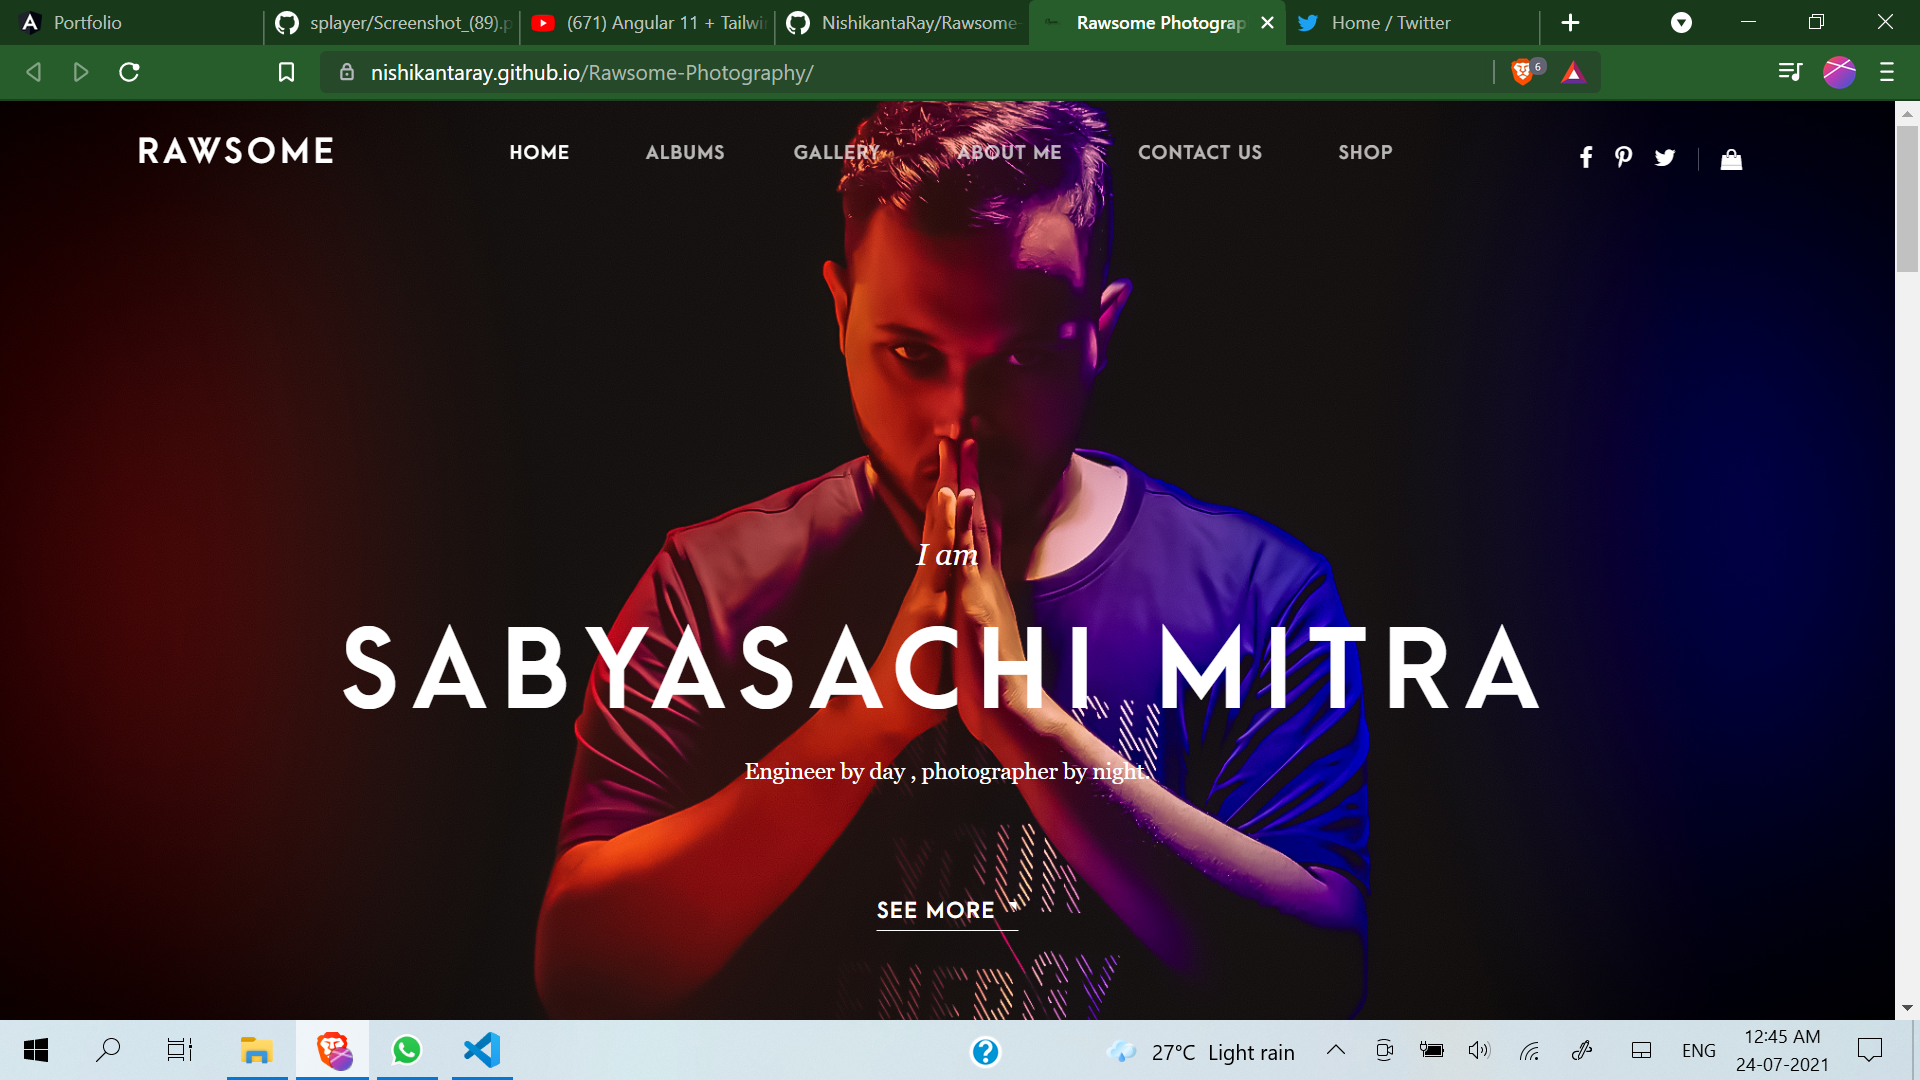 Portfolio
splayer/Screenshot_(89).p
(671) Angular 11 + Tailwi
NishikantaRay/Rawsome-
Rawsome Photograp
Home / Twitter
nishikantaray.github.io/Rawsome-Photography/
6
RAWSOME
HOME
ALBUMS
GALLERY
ABOUT ME
CONTACT US
SHOP
I am
SABYASACHI MITRA
Engineer by day , photographer by night.
YOUR
SEE MORE
ENERGY
27°C Light rain
ENG
12:45 AM
24-07-2021